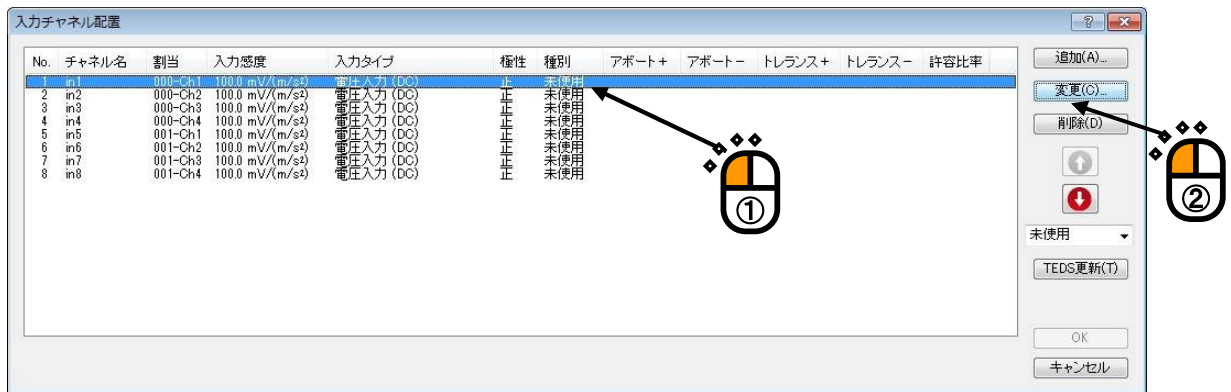 入力チャネル配置
No. チャネル名 割当 入力感度 入力タイプ 極性 種別 アボート+ アボート- トレランス+ トレランス- 許容比率
1 in1 000-Ch1 100.0 mV/(m/s²) 電圧入力 (DC) 正 未使用
2 in2 000-Ch2 100.0 mV/(m/s²) 電圧入力 (DC) 正 未使用
3 in3 000-Ch3 100.0 mV/(m/s²) 電圧入力 (DC) 正 未使用
4 in4 000-Ch4 100.0 mV/(m/s²) 電圧入力 (DC) 正 未使用
5 in5 001-Ch1 100.0 mV/(m/s²) 電圧入力 (DC) 正 未使用
6 in6 001-Ch2 100.0 mV/(m/s²) 電圧入力 (DC) 正 未使用
7 in7 001-Ch3 100.0 mV/(m/s²) 電圧入力 (DC) 正 未使用
8 in8 001-Ch4 100.0 mV/(m/s²) 電圧入力 (DC) 正 未使用
追加(A)...
変更(C)...
削除(D)
未使用
TEDS更新(T)
OK
キャンセル
①
②